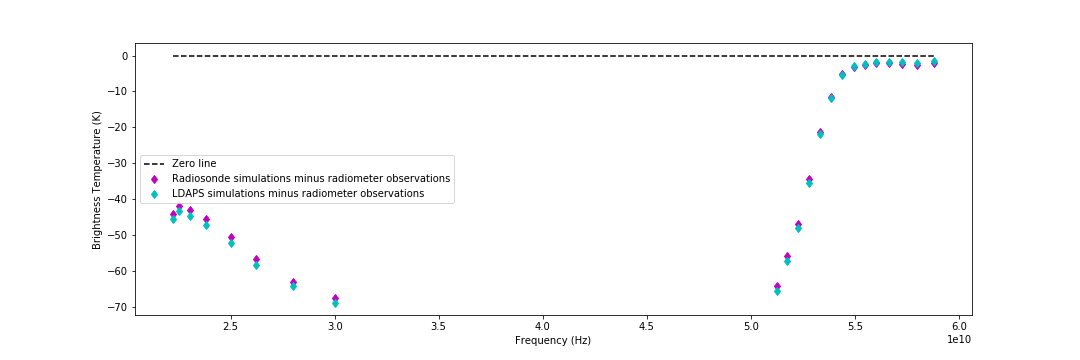 0
−10
−20
−30
−40
−50
−60
−70
Brightness Temperature (K)
Zero line
Radiosonde simulations minus radiometer observations
LDAPS simulations minus radiometer observations
2.5 3.0 3.5 4.0 4.5 5.0 5.5 6.0
1e10
Frequency (Hz)